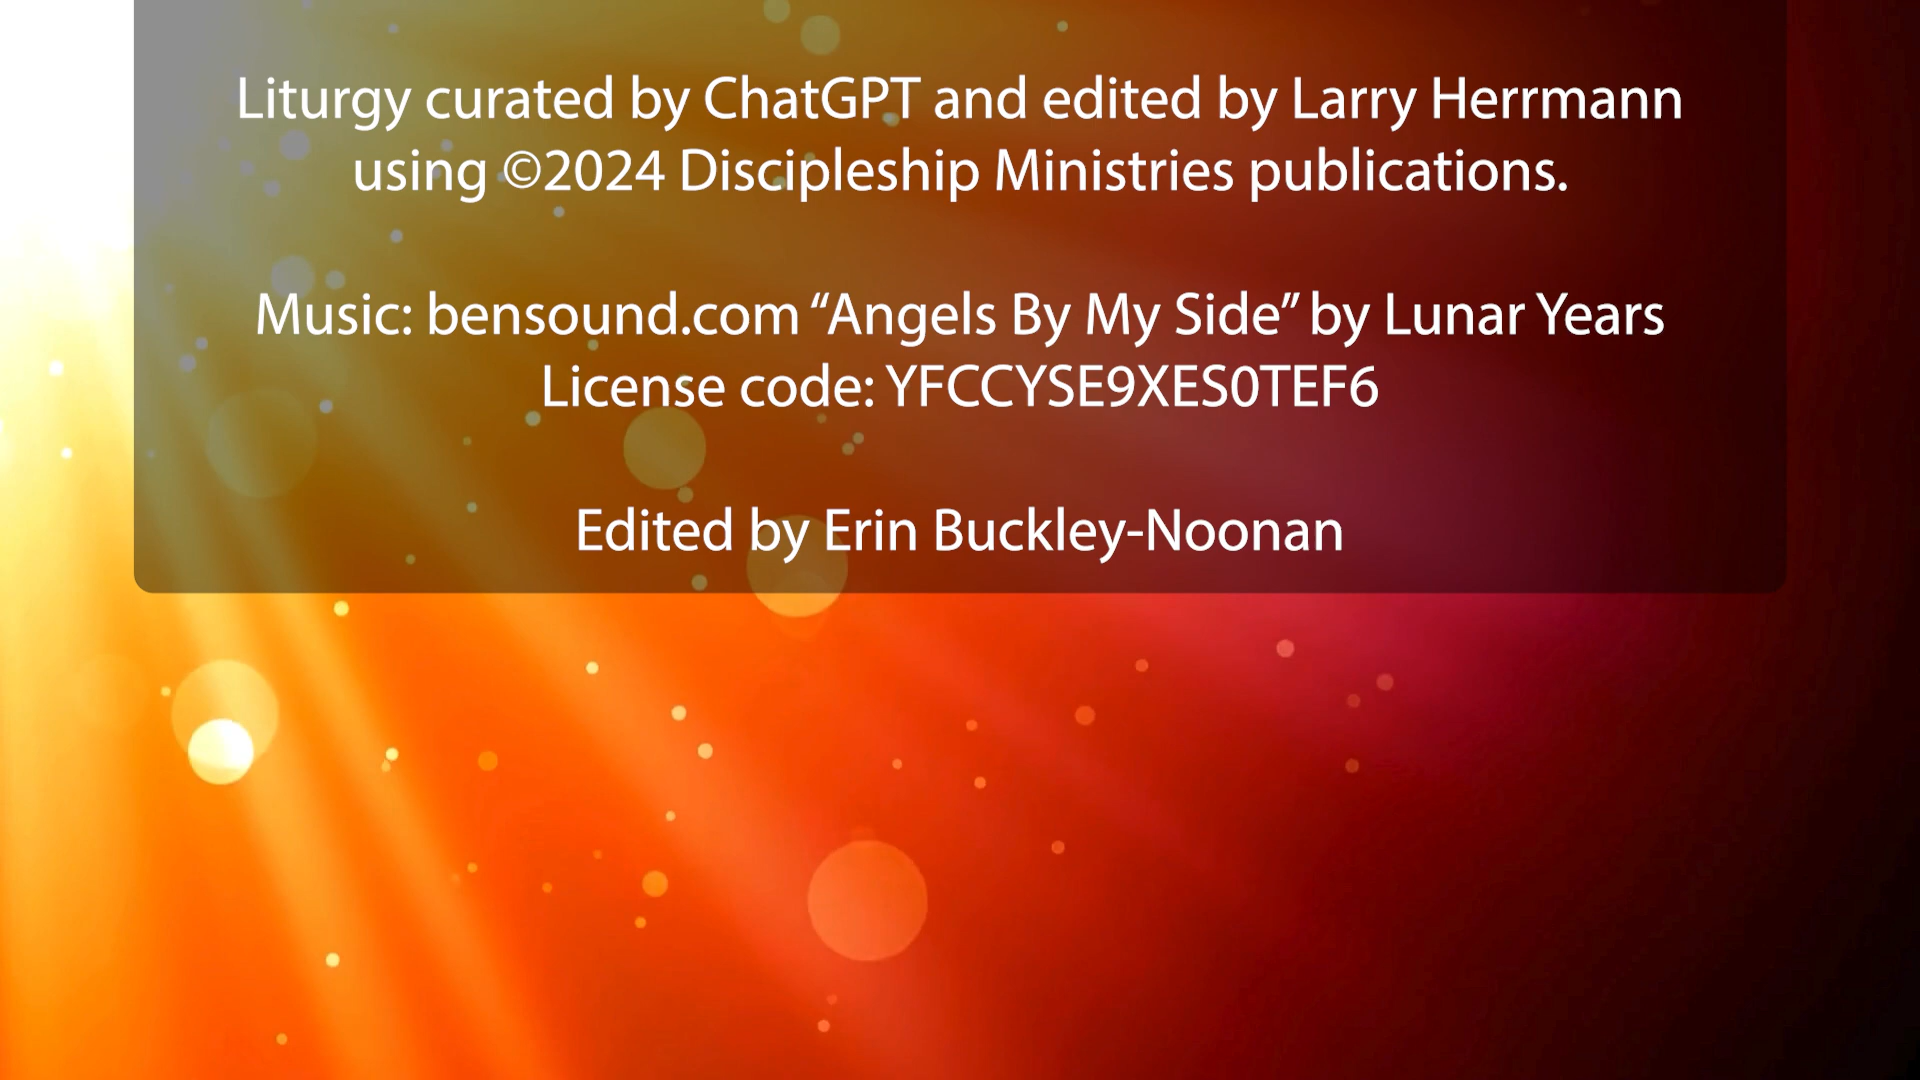 Liturgy curated by ChatGPT and edited by Larry Herrmann
using ©2024 Discipleship Ministries publications.
Music: bensound.com “Angels By My Side” by Lunar Years
License code: YFCCYSE9XES0TEF6
Edited by Erin Buckley-Noonan